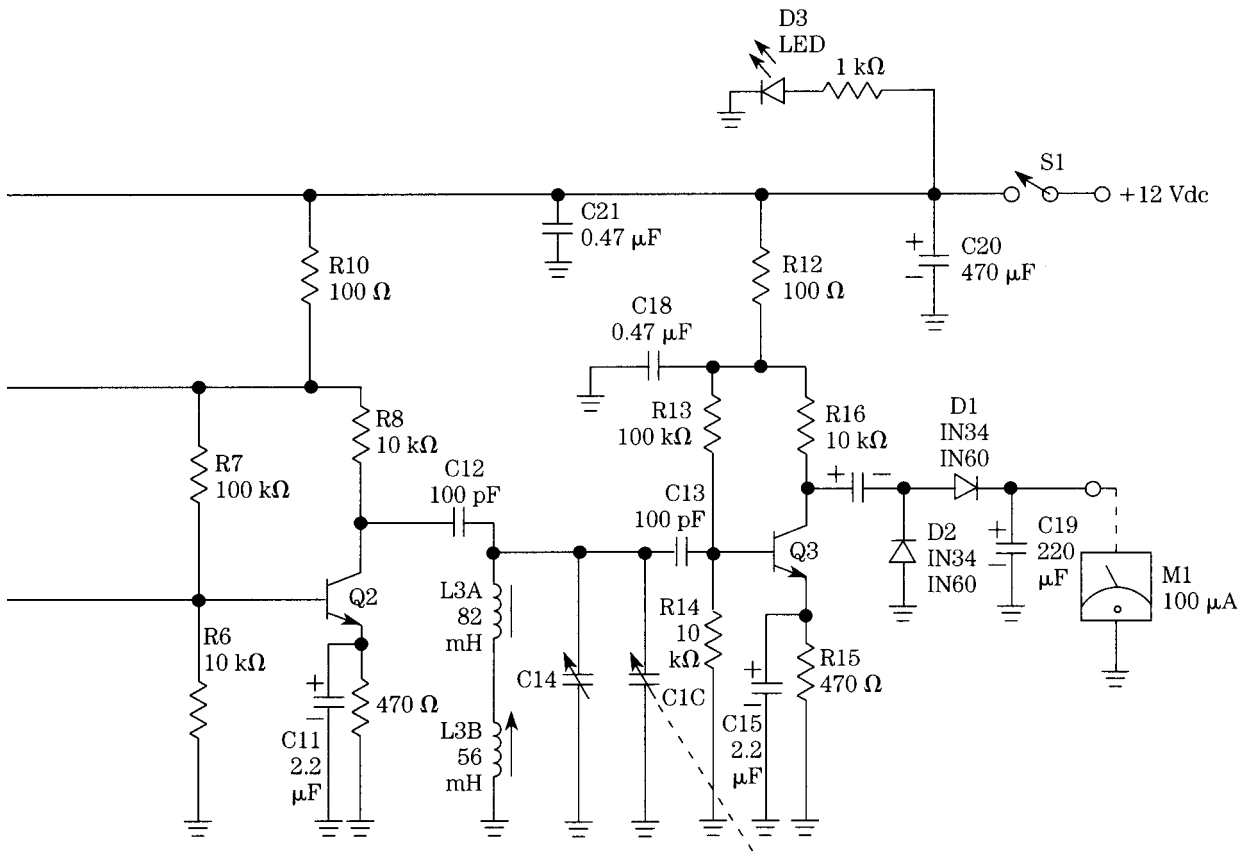 D3
LED
1 kΩ
S1
+12 Vdc
C21
0.47 μF
R10
100 Ω
R12
100 Ω
C20
+
−
470 μF
C18
0.47 μF
R8
10 kΩ
R13
100 kΩ
R16
10 kΩ
D1
IN34
IN60
R7
100 kΩ
C12
100 pF
C13
100 pF
+
−
Q3
D2
IN34
IN60
+
−
C19
220
μF
M1
100 μA
Q2
L3A
82
mH
R14
10
kΩ
R6
10 kΩ
+
−
470 Ω
C14
C1C
+
−
R15
470 Ω
C11
2.2
μF
L3B
56
mH
C15
2.2
μF